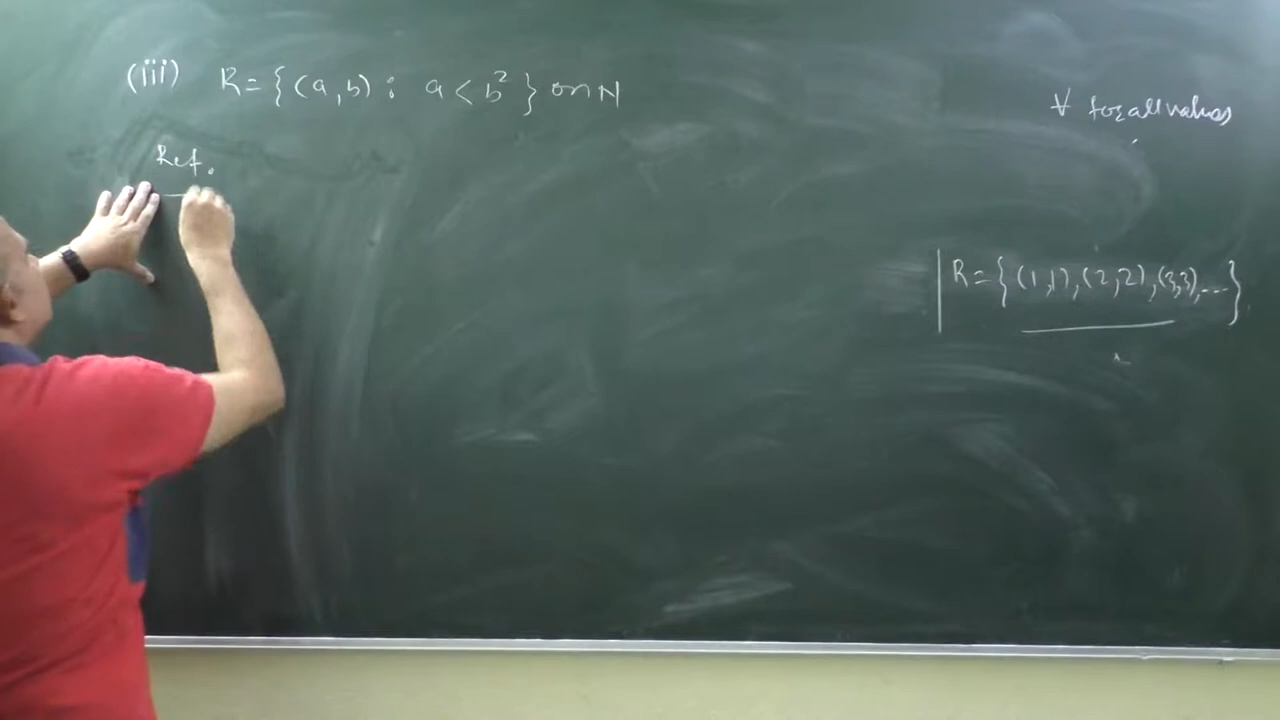 (iii) R = { (a,b) : a < b² } on N
∀ for all values
Ref.
R = { (1,1), (2,2), (3,3), ... }